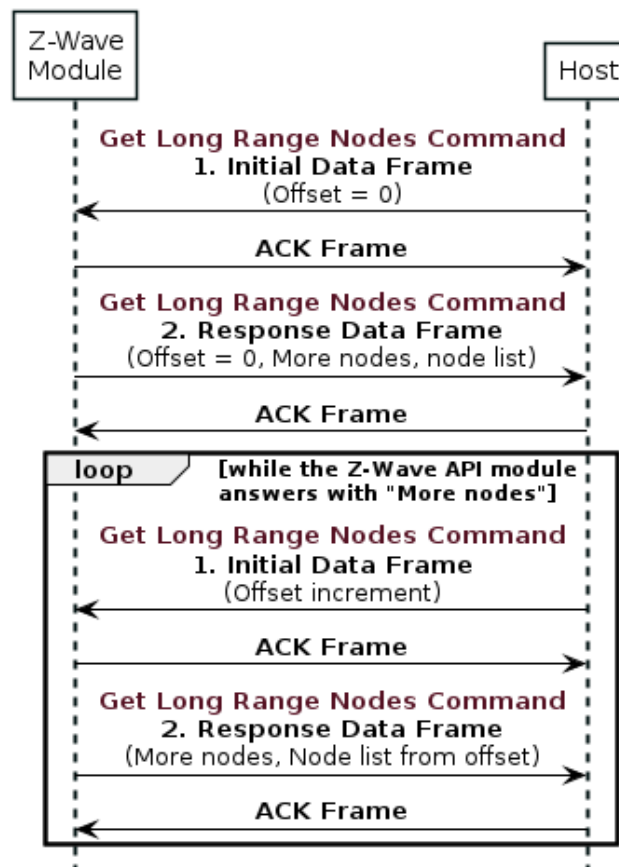 Z-Wave
Module
Host
Get Long Range Nodes Command
1. Initial Data Frame
(Offset = 0)
ACK Frame
Get Long Range Nodes Command
2. Response Data Frame
(Offset = 0, More nodes, node list)
ACK Frame
loop
[while the Z-Wave API module
answers with "More nodes"]
Get Long Range Nodes Command
1. Initial Data Frame
(Offset increment)
ACK Frame
Get Long Range Nodes Command
2. Response Data Frame
(More nodes, Node list from offset)
ACK Frame